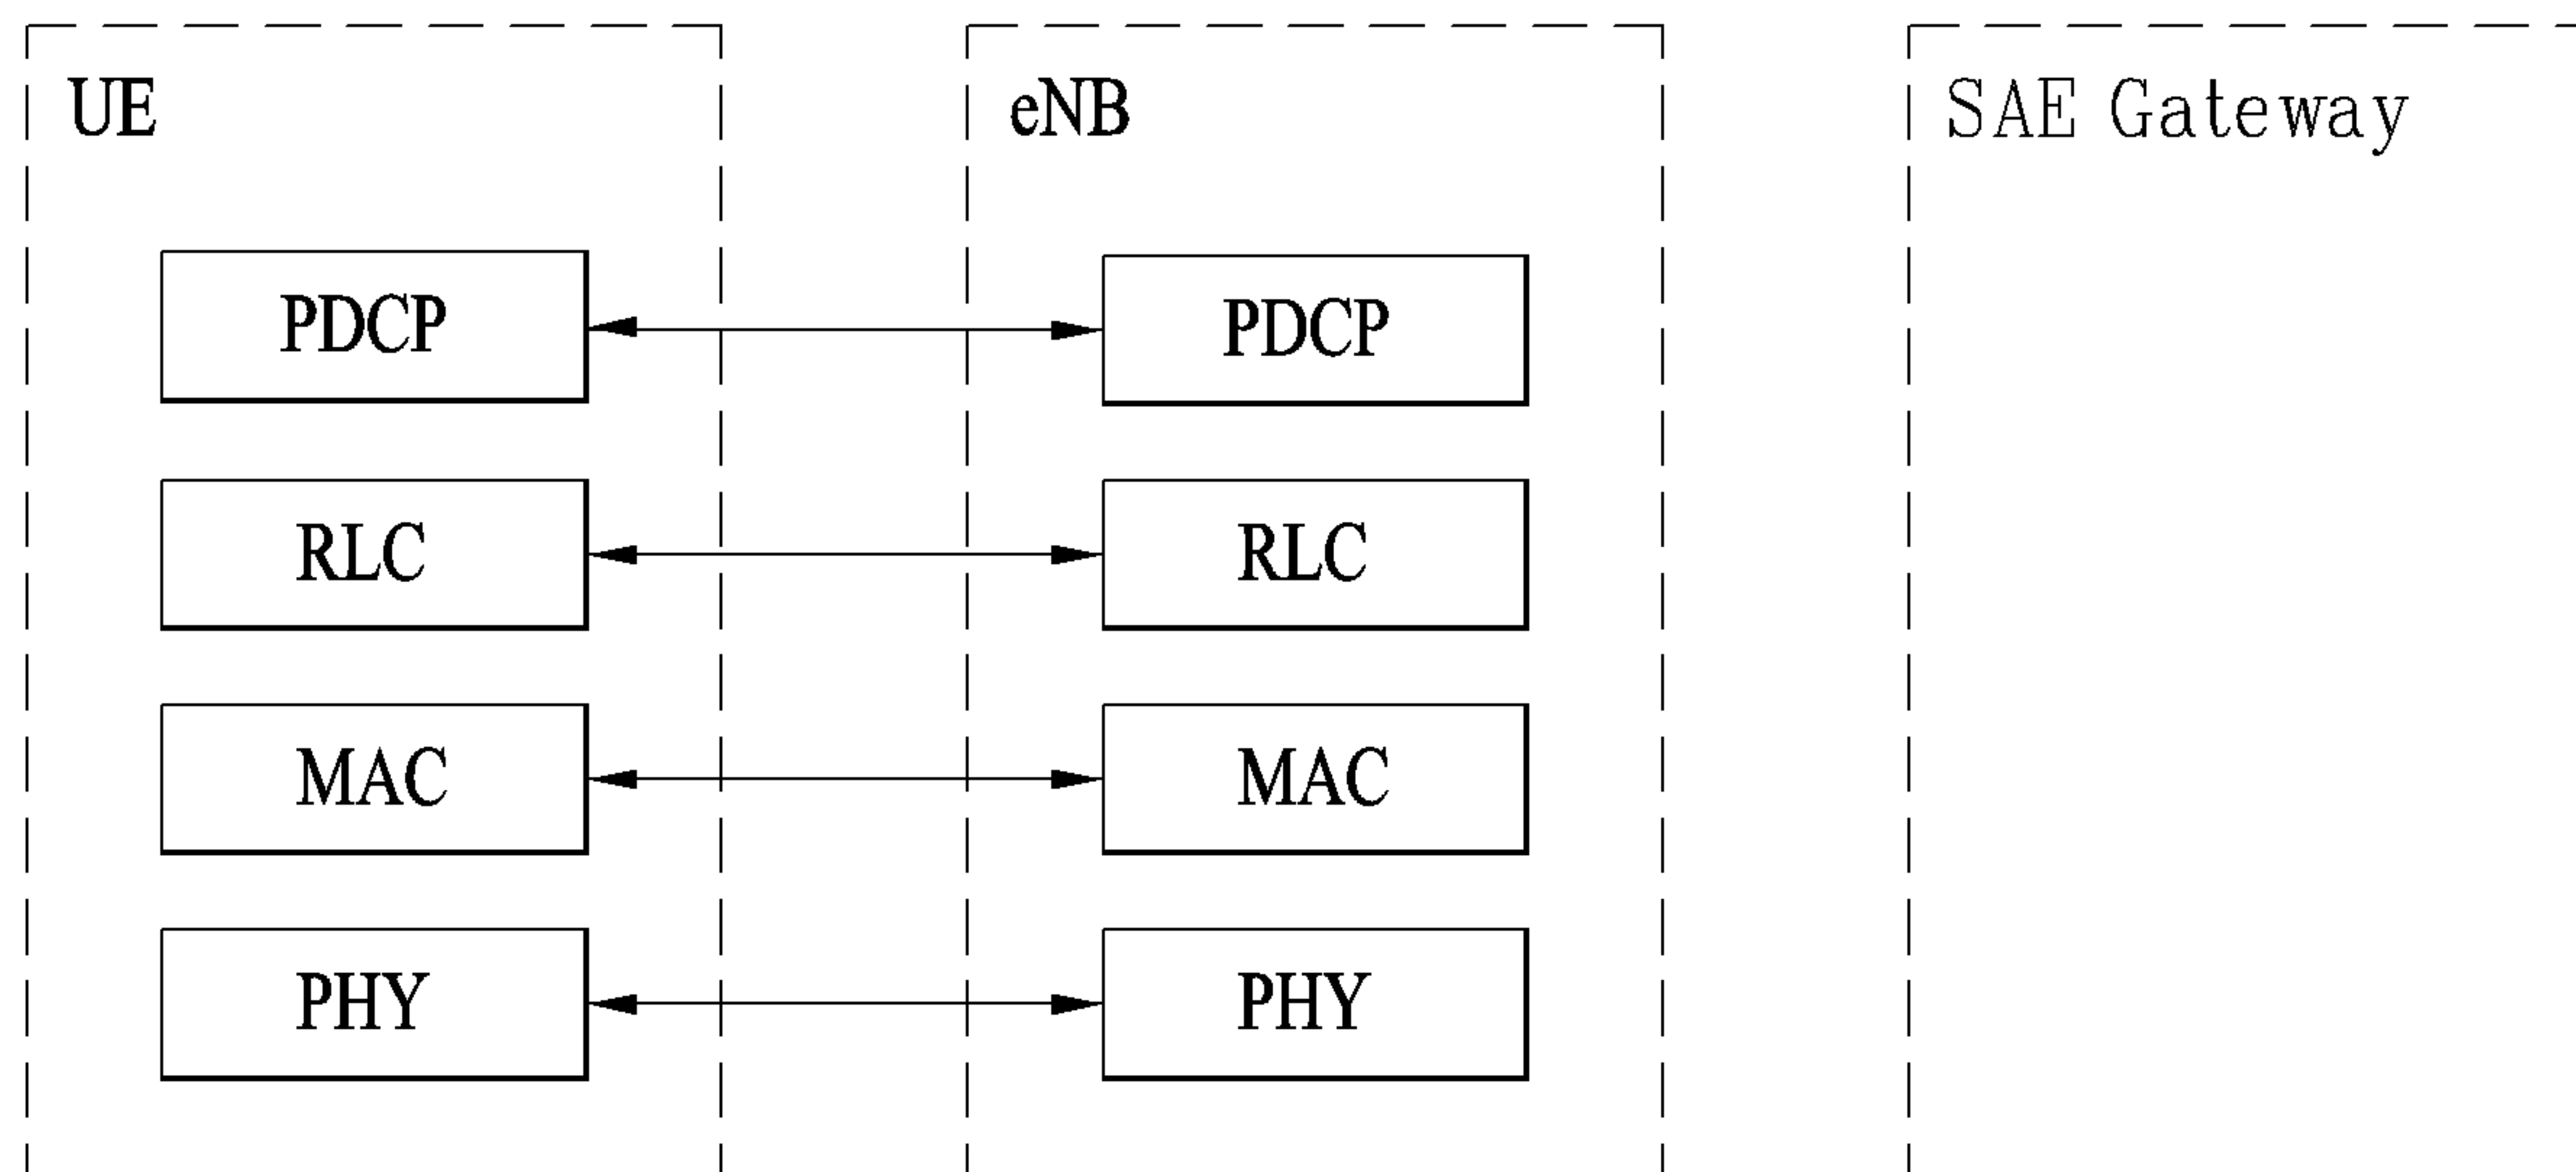 UE
eNB
SAE Gateway
PDCP
PDCP
RLC
RLC
MAC
MAC
PHY
PHY